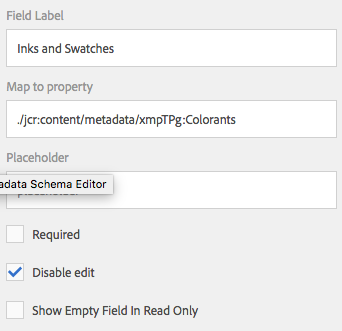 Field Label
Inks and Swatches
Map to property
./jcr:content/metadata/xmpTPg:Colorants
Placeholder
adata Schema Editor
Required
Disable edit
Show Empty Field In Read Only